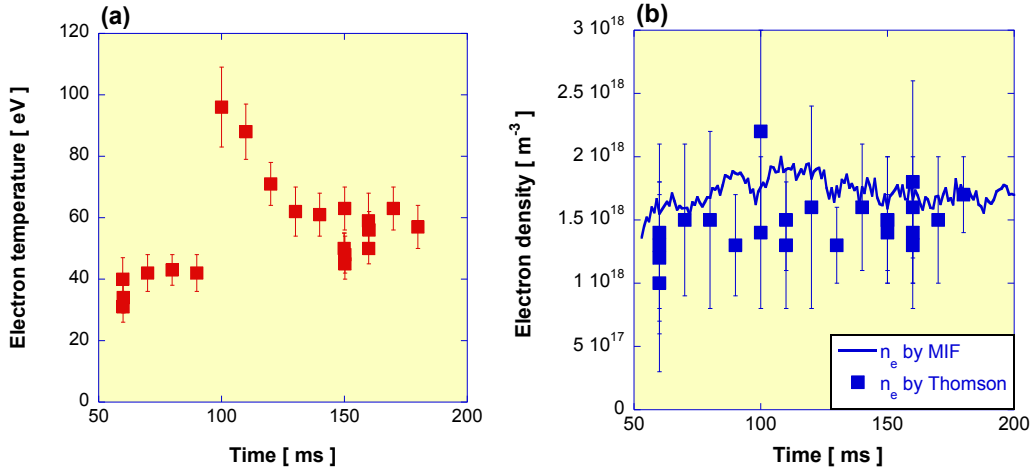 (a)
120
100
80
60
40
20
0
50 100 150 200
Electron temperature [ eV]
Time [ ms ]
(b)
3 10^18
2.5 10^18
2 10^18
1.5 10^18
1 10^18
5 10^17
0
50 100 150 200
Electron density [ m^-3 ]
Time [ ms ]
n_e by MIF
n_e by Thomson